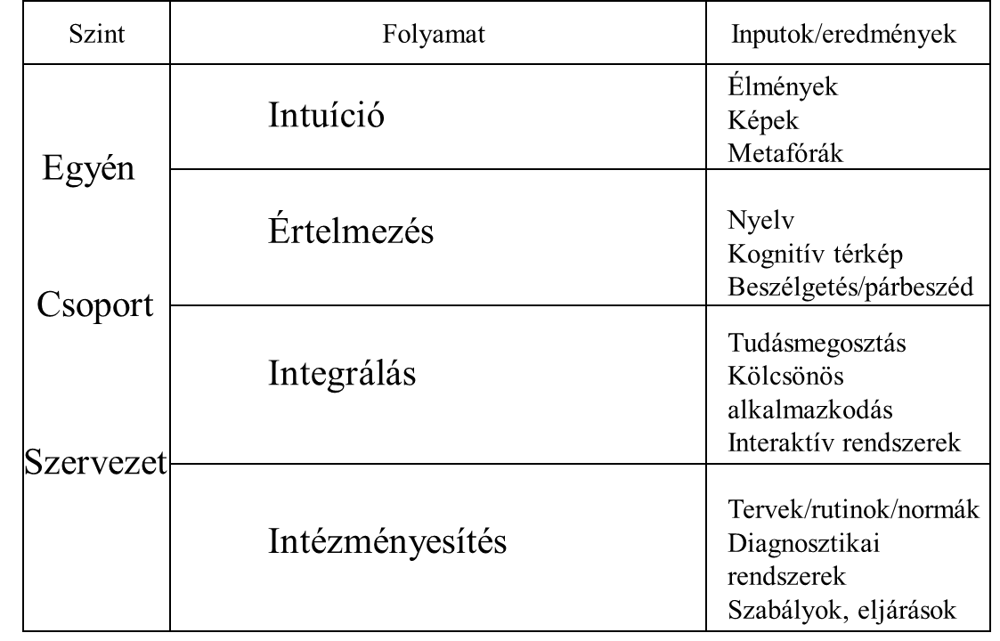 Szint
Folyamat
Inputok/eredmények
Egyén
Csoport
Szervezet
Intuíció
Élmények
Képek
Metafórák
Értelmezés
Nyelv
Kognitív térkép
Beszélgetés/párbeszéd
Integrálás
Tudásmegosztás
Kölcsönös
alkalmazkodás
Interaktív rendszerek
Intézményesítés
Tervek/rutinok/normák
Diagnosztikai
rendszerek
Szabályok, eljárások